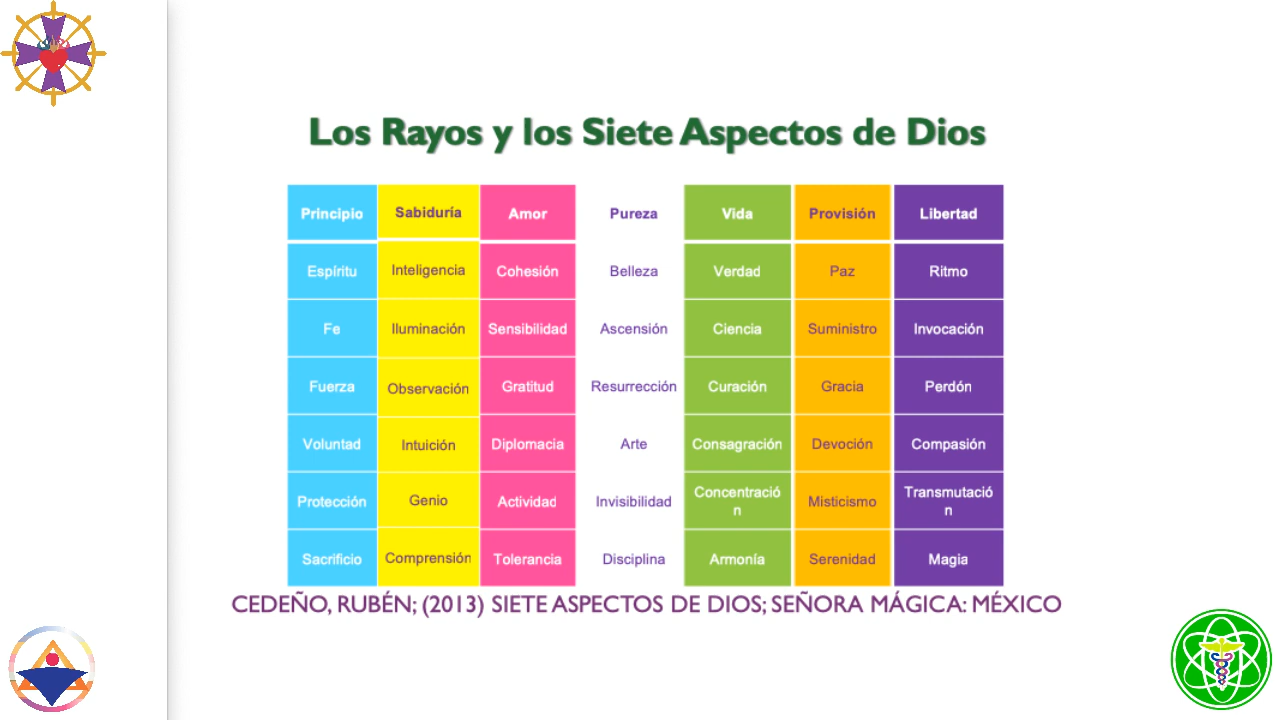 Los Rayos y los Siete Aspectos de Dios
Principio Sabiduría Amor Pureza Vida Provisión Libertad
Espíritu Inteligencia Cohesión Belleza Verdad Paz Ritmo
Fe Iluminación Sensibilidad Ascensión Ciencia Suministro Invocación
Fuerza Observación Gratitud Resurrección Curación Gracia Perdón
Voluntad Intuición Diplomacia Arte Consagración Devoción Compasión
Protección Genio Actividad Invisibilidad Concentració
n Misticismo Transmutació
n
Sacrificio Comprensión Tolerancia Disciplina Armonía Serenidad Magia
CEDEÑO, RUBÉN; (2013) SIETE ASPECTOS DE DIOS; SEÑORA MÁGICA: MÉXICO